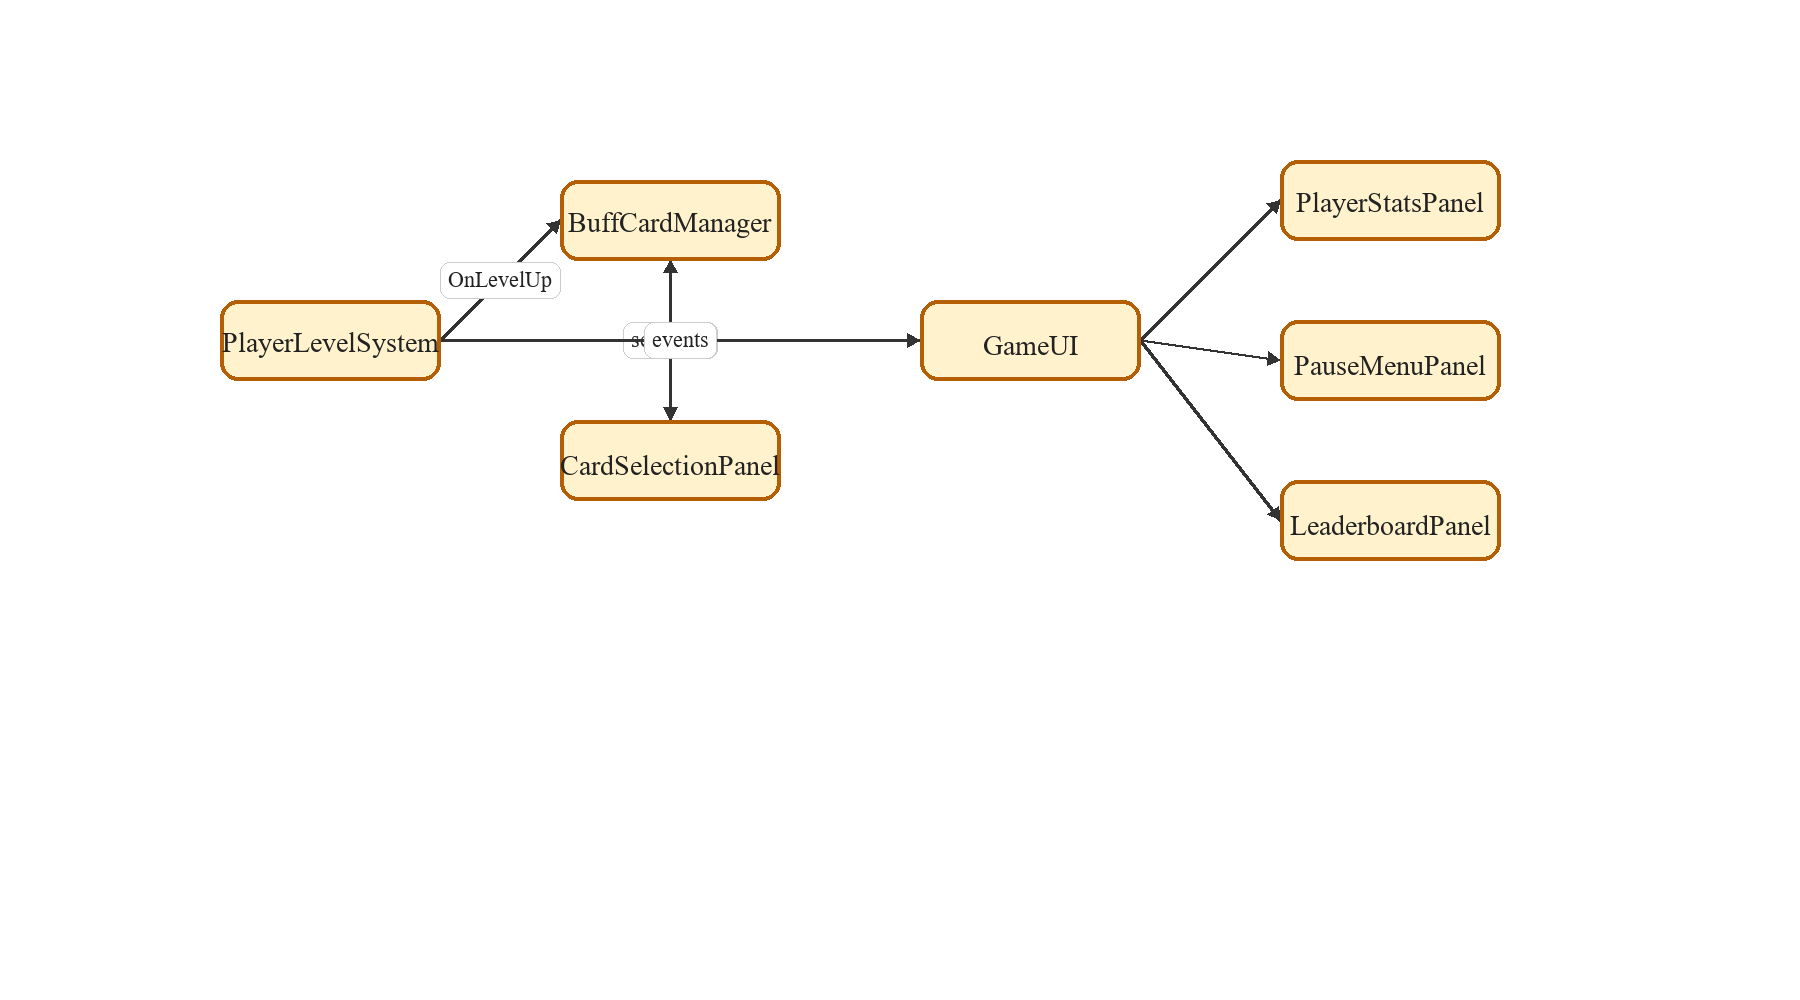 PlayerStatsPanel
BuffCardManager
OnLevelUp
PlayerLevelSystem
events
GameUI
PauseMenuPanel
CardSelectionPanel
LeaderboardPanel